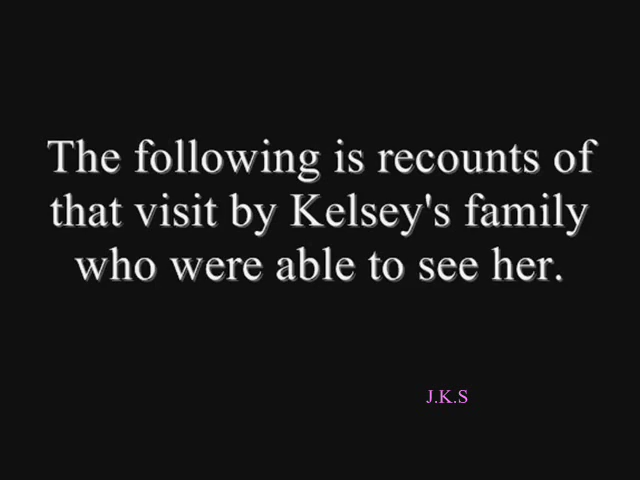 The following is recounts of
that visit by Kelsey's family
who were able to see her.
J.K.S